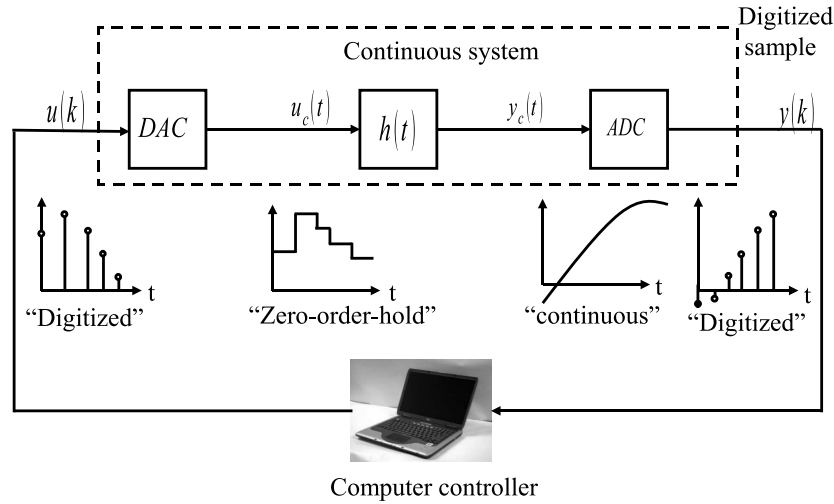 Digitized
sample
Continuous system
u(k)
DAC
u_c(t)
h(t)
y_c(t)
ADC
y(k)
t
t
t
t
“Digitized”
“Zero-order-hold”
“continuous”
“Digitized”
Computer controller